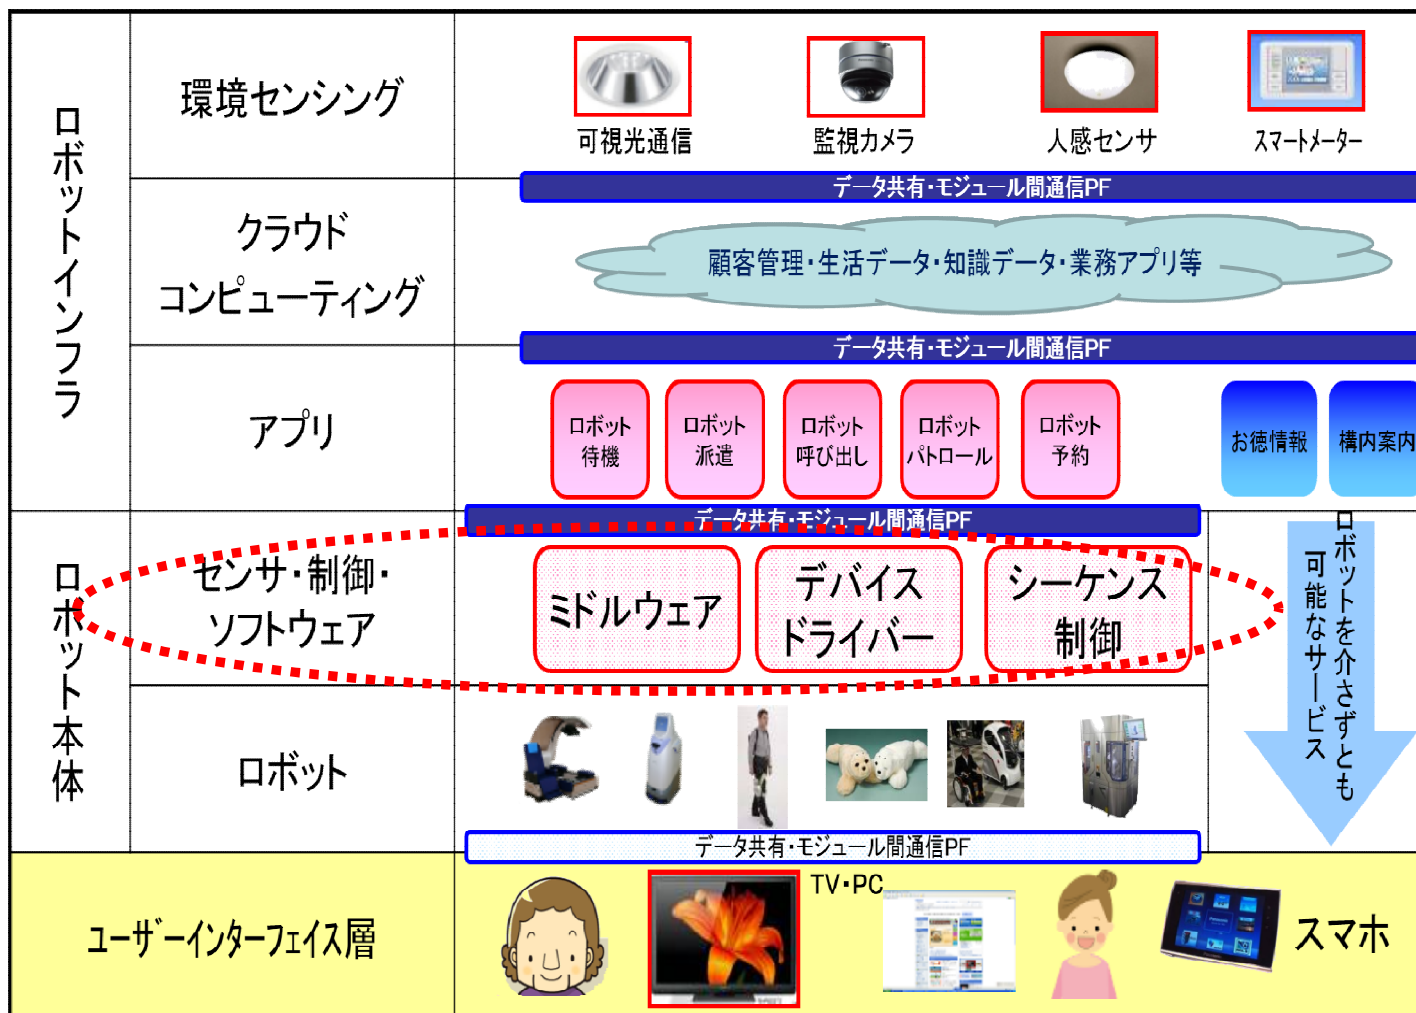 ロボットインフラ
環境センシング
可視光通信
監視カメラ
人感センサ
スマートメーター
データ共有・モジュール間通信PF
クラウド
コンピューティング
顧客管理・生活データ・知識データ・業務アプリ等
データ共有・モジュール間通信PF
アプリ
ロボット
待機
ロボット
派遣
ロボット
呼び出し
ロボット
パトロール
ロボット
予約
お徳情報
構内案内
データ共有・モジュール間通信PF
ロボット本体
センサ・制御・
ソフトウェア
ミドルウェア
デバイス
ドライバー
シーケンス
制御
ロボットを介さずとも
可能なサービス
ロボット
データ共有・モジュール間通信PF
ユーザーインターフェイス層
TV・PC
スマホ